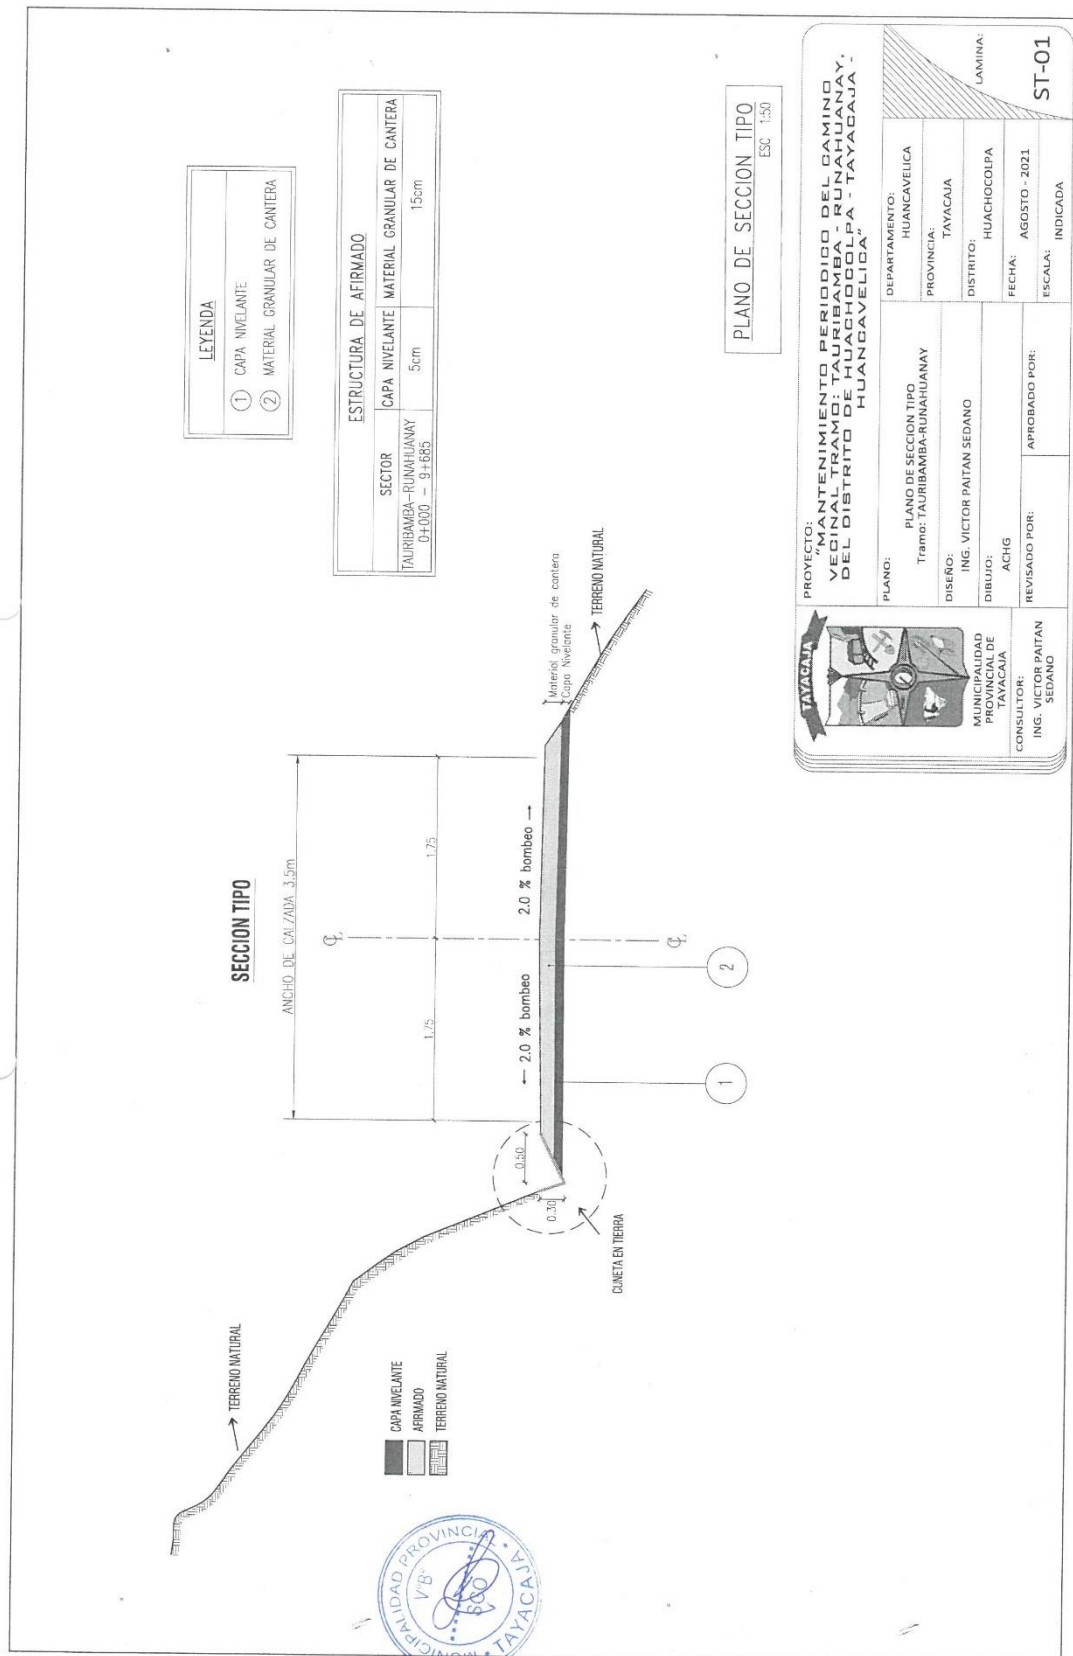 SECCION TIPO
ANCHO DE CALZADA 3.5m
1.75
1.75
← 2.0 % bombeo
2.0 % bombeo →
0.50
0.30
CUNETA EN TIERRA
1
2
TERRENO NATURAL
Material granular de cantera
Capa Nivelante
TERRENO NATURAL
CAPA NIVELANTE
AFIRMADO
TERRENO NATURAL
LEYENDA
1 CAPA NIVELANTE
2 MATERIAL GRANULAR DE CANTERA
ESTRUCTURA DE AFIRMADO
SECTOR CAPA NIVELANTE MATERIAL GRANULAR DE CANTERA
TAURIBAMBA-RUNAHUANAY
0+000 - 9+685 5cm 15cm
PLANO DE SECCION TIPO
ESC 1:50
MUNICIPALIDAD PROVINCIAL
V°B°
SGO
TAYACAJA
TAYACAJA
MUNICIPALIDAD
PROVINCIAL DE
TAYACAJA
CONSULTOR:
ING. VICTOR PAITAN
SEDANO
PROYECTO:
"MANTENIMIENTO PERIODICO DEL CAMINO
VECINAL TRAMO: TAURIBAMBA - RUNAHUANAY,
DEL DISTRITO DE HUACHOCOLPA - TAYACAJA -
HUANCAVELICA"
PLANO:
PLANO DE SECCION TIPO
Tramo: TAURIBAMBA-RUNAHUANAY
DISEÑO:
ING. VICTOR PAITAN SEDANO
DIBUJO:
ACHG
REVISADO POR:
APROBADO POR:
DEPARTAMENTO:
HUANCAVELICA
PROVINCIA:
TAYACAJA
DISTRITO:
HUACHOCOLPA
FECHA:
AGOSTO - 2021
ESCALA:
INDICADA
LAMINA:
ST-01